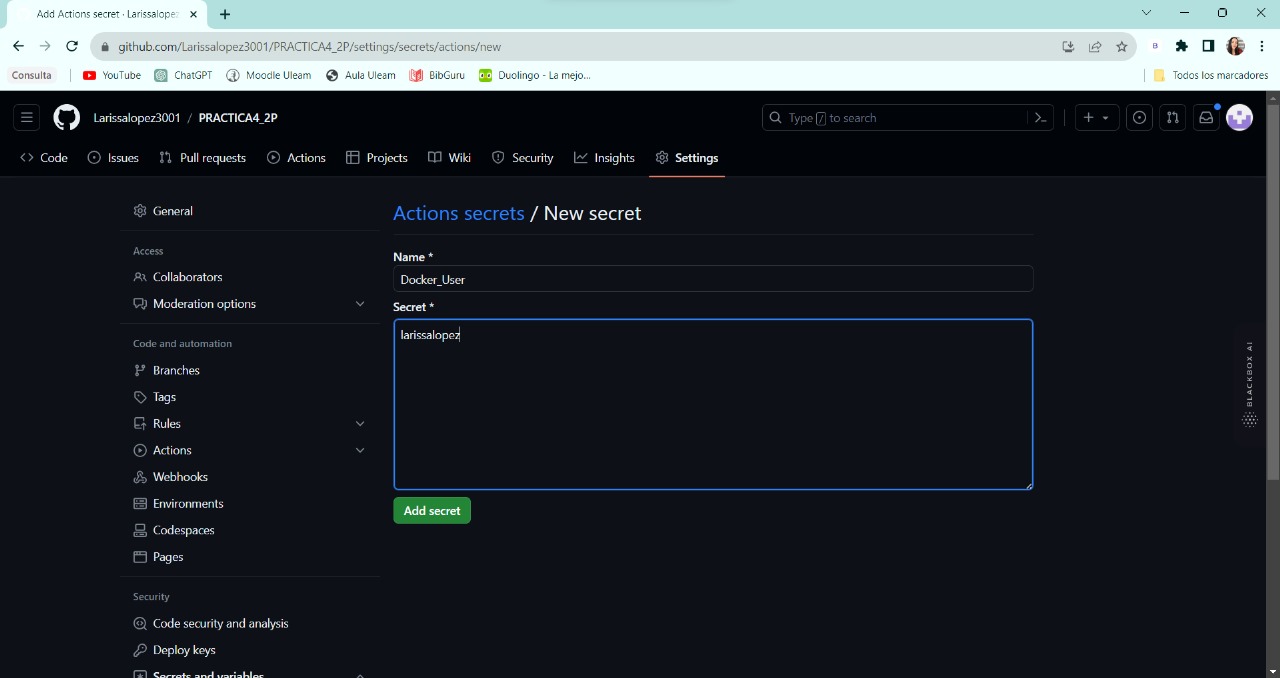 Add Actions secret · Larissalopez
github.com/Larissalopez3001/PRACTICA4_2P/settings/secrets/actions/new
Consulta YouTube ChatGPT Moodle Uleam Aula Uleam BibGuru Duolingo - La mejo... Todos los marcadores
Larissalopez3001 / PRACTICA4_2P Type / to search
Code Issues Pull requests Actions Projects Wiki Security Insights Settings
General
Access
Collaborators
Moderation options
Code and automation
Branches
Tags
Rules
Actions
Webhooks
Environments
Codespaces
Pages
Security
Code security and analysis
Deploy keys
Secrets and variables
Actions secrets / New secret
Name *
Docker_User
Secret *
larissalopez
Add secret
BLACKBOX AI